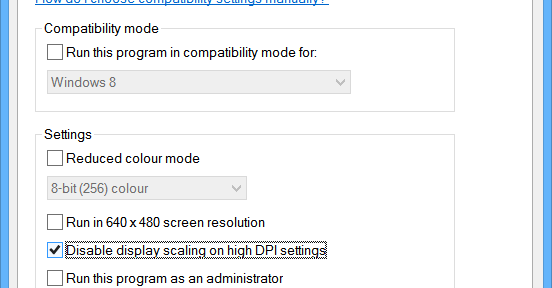 How do I choose compatibility settings manually?
Compatibility mode
Run this program in compatibility mode for:
Windows 8
Settings
Reduced colour mode
8-bit (256) colour
Run in 640 x 480 screen resolution
Disable display scaling on high DPI settings
Run this program as an administrator